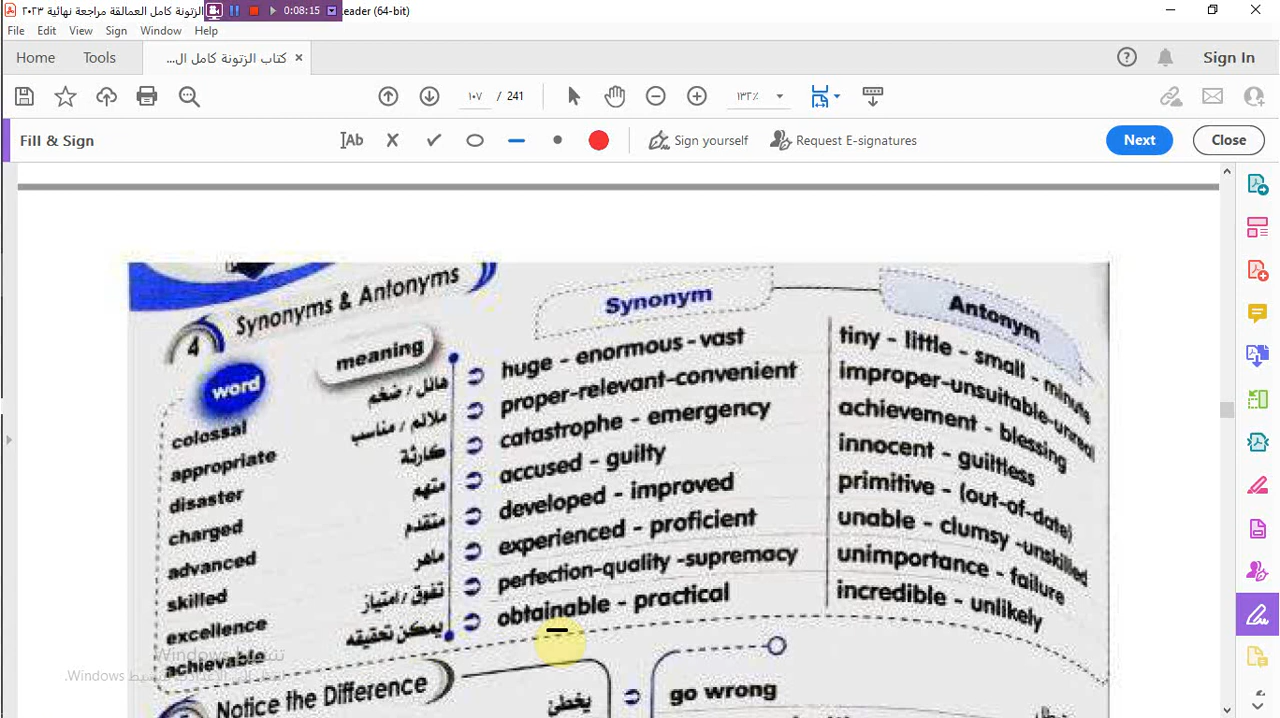 الزتونة كامل العمالقة مراجعة نهائية ٢٠٢٣
0:08:15
eader (64-bit)
File Edit View Sign Window Help
Home Tools
كتاب الزتونة كامل ال... ×
Sign In
١٠٧ / 241
١٣٢٪
Fill & Sign
Ab
Sign yourself
Request E-signatures
Next
Close
4 Synonyms & Antonyms
word meaning Synonym Antonym
colossal هائل / ضخم huge - enormous - vast tiny - little - small - minute
appropriate ملائم / مناسب proper-relevant-convenient improper-unsuitable-unreal
disaster كارثة catastrophe - emergency achievement - blessing
charged متهم accused - guilty innocent - guiltless
advanced متقدم developed - improved primitive - (out-of-date)
skilled ماهر experienced - proficient unable - clumsy -unskilled
excellence تفوق / امتياز perfection-quality -supremacy unimportance - failure
achievable يمكن تحقيقه obtainable - practical incredible - unlikely
Notice the Difference
يخطئ go wrong